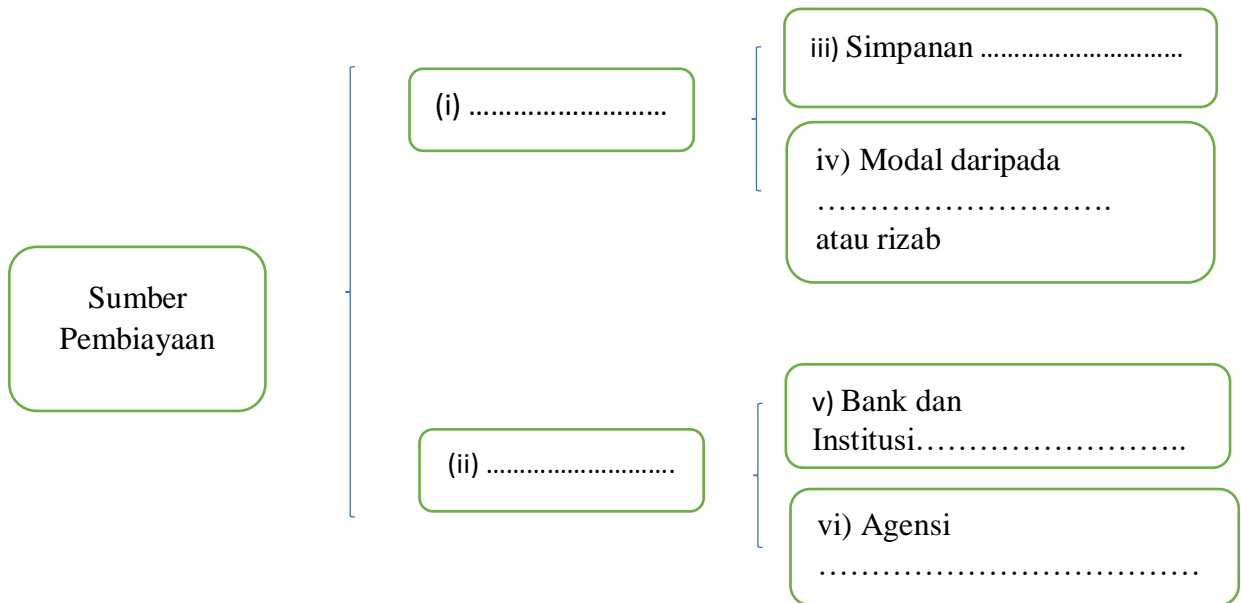 Sumber
Pembiayaan
(i) ...........................
iii) Simpanan ..............................
iv) Modal daripada
……………………….
atau rizab
(ii) ..........................
v) Bank dan
Institusi……………………..
vi) Agensi
………………………………